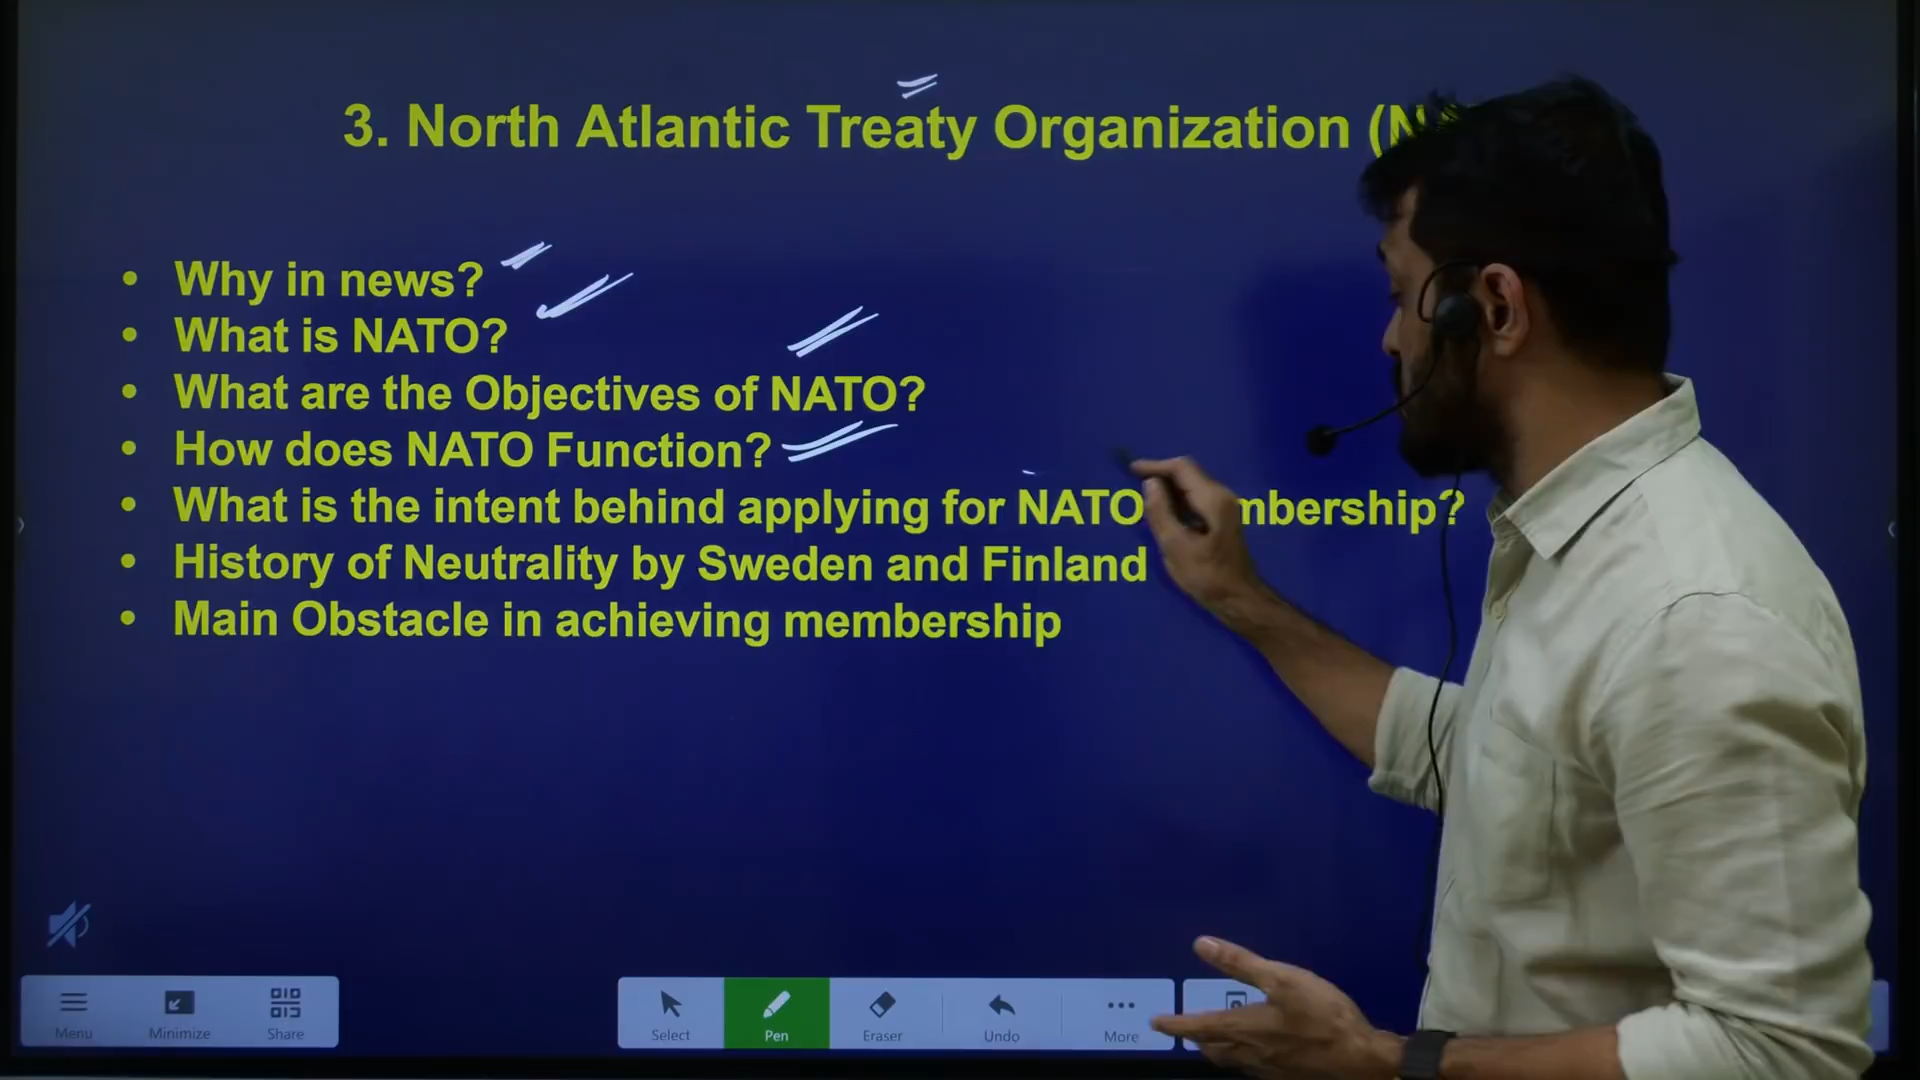 3. North Atlantic Treaty Organization (N
• Why in news?
• What is NATO?
• What are the Objectives of NATO?
• How does NATO Function?
• What is the intent behind applying for NATO mbership?
• History of Neutrality by Sweden and Finland
• Main Obstacle in achieving membership
Menu Minimize Share Select Pen Eraser Undo More